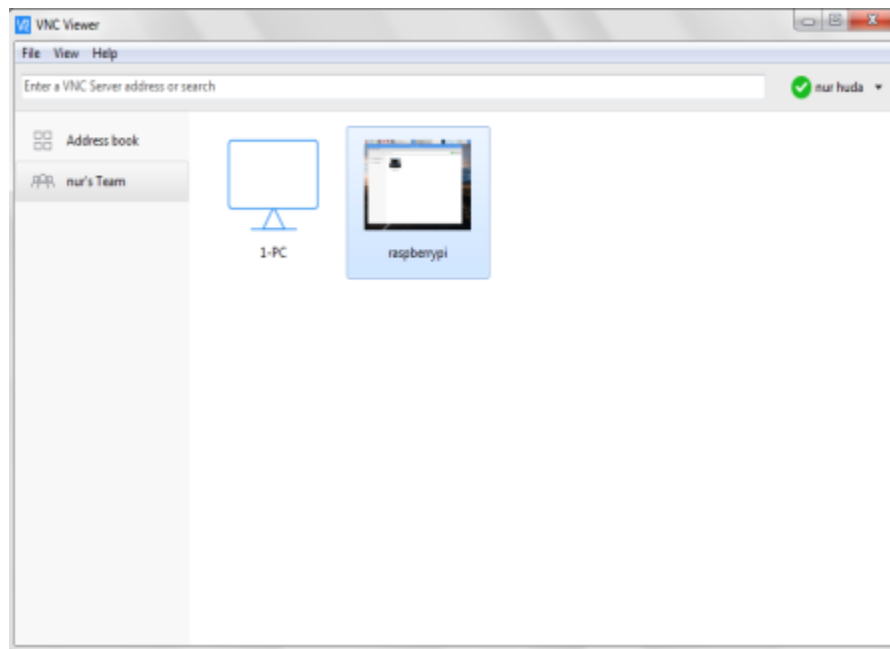 VNC Viewer
File View Help
Enter a VNC Server address or search
nur huda
Address book
nur's Team
1-PC
raspberrypi